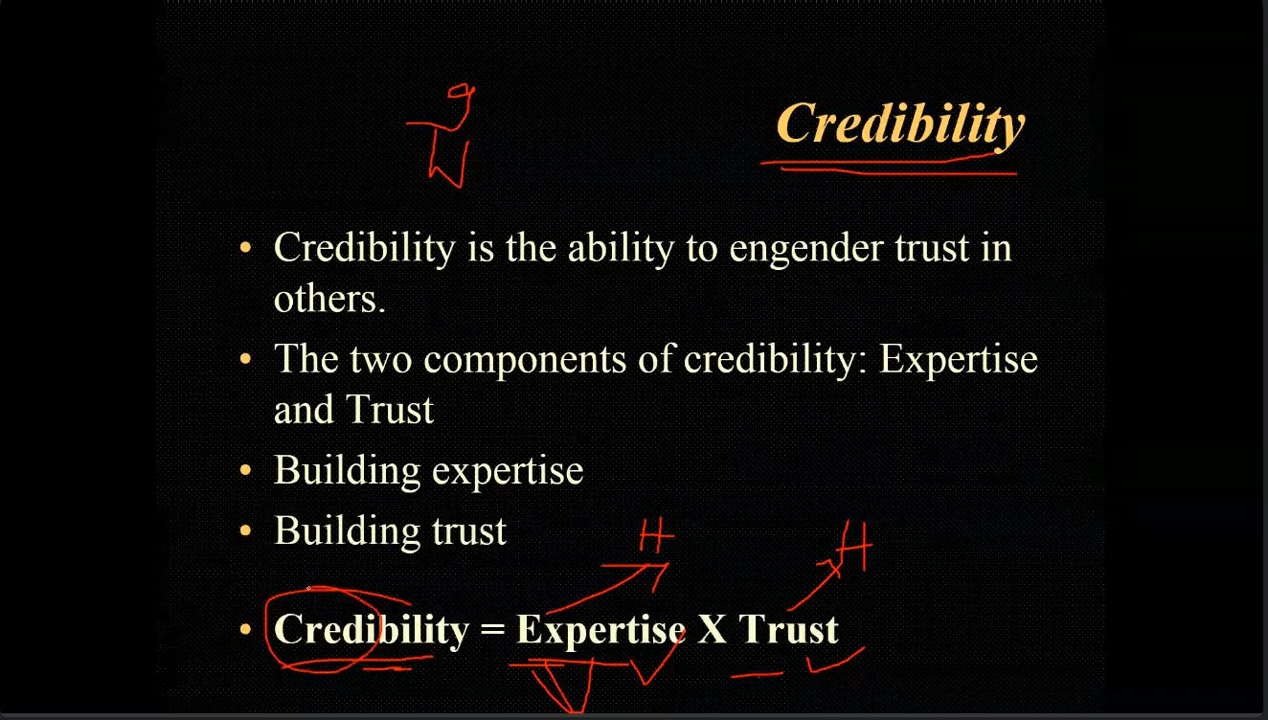 Credibility
• Credibility is the ability to engender trust in
others.
• The two components of credibility: Expertise
and Trust
• Building expertise
• Building trust
H H
• Credibility = Expertise X Trust